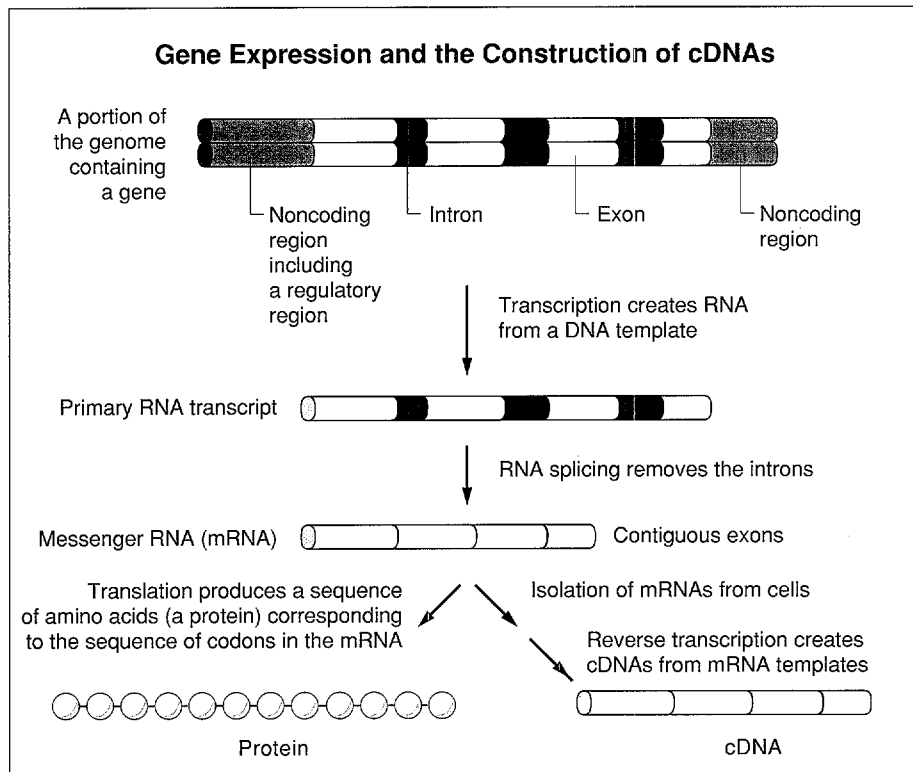 Gene Expression and the Construction of cDNAs
A portion of
the genome
containing
a gene
Noncoding
region
including
a regulatory
region
Intron
Exon
Noncoding
region
Transcription creates RNA
from a DNA template
Primary RNA transcript
RNA splicing removes the introns
Messenger RNA (mRNA)
Contiguous exons
Translation produces a sequence
of amino acids (a protein) corresponding
to the sequence of codons in the mRNA
Isolation of mRNAs from cells
Reverse transcription creates
cDNAs from mRNA templates
Protein
cDNA